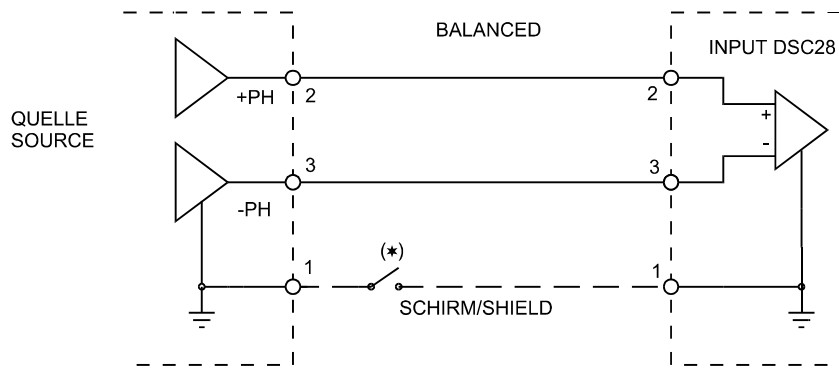 BALANCED
INPUT DSC28
QUELLE
SOURCE
+PH
2
2
+
-
3
3
-PH
(✶)
1
1
SCHIRM/SHIELD